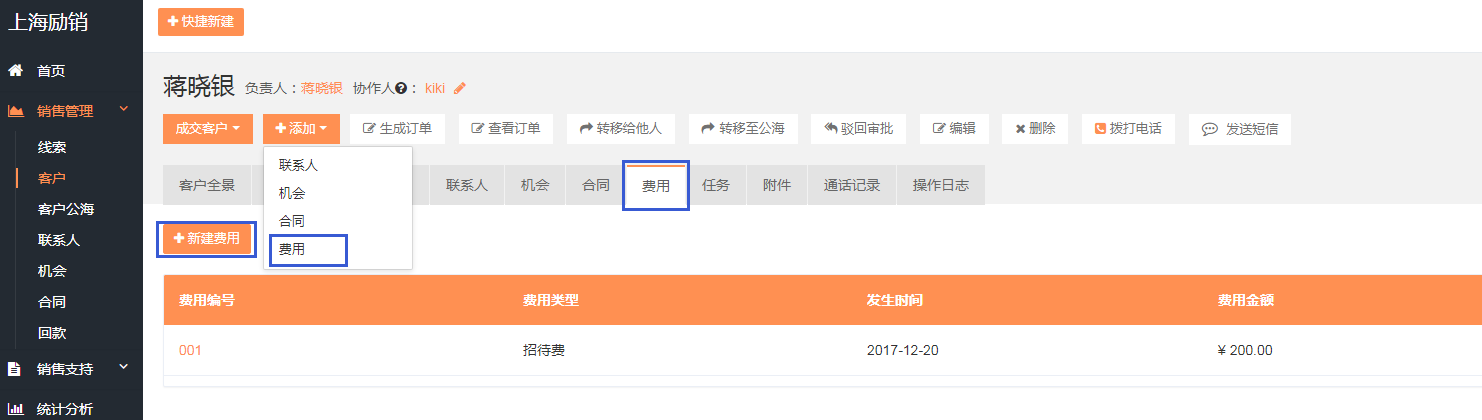 上海励销
快捷新建
首页
销售管理
线索
客户
客户公海
联系人
机会
合同
回款
销售支持
统计分析
蒋晓银 负责人：蒋晓银 协作人： kiki
成交客户 添加 生成订单 查看订单 转移给他人 转移至公海 驳回审批 编辑 删除 拨打电话 发送短信
联系人
机会
合同
费用
客户全景 联系人 机会 合同 费用 任务 附件 通话记录 操作日志
新建费用
费用编号 费用类型 发生时间 费用金额
001 招待费 2017-12-20 ¥ 200.00